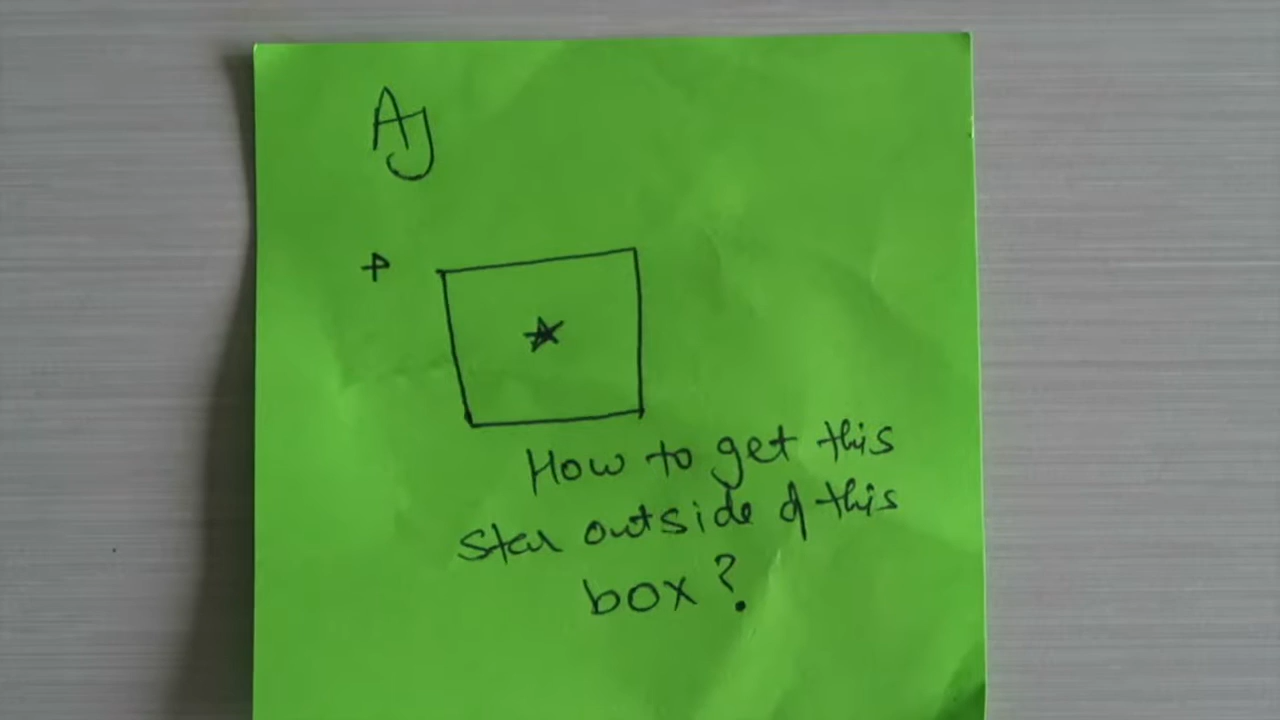 AJ
How to get this
star outside of this
box?